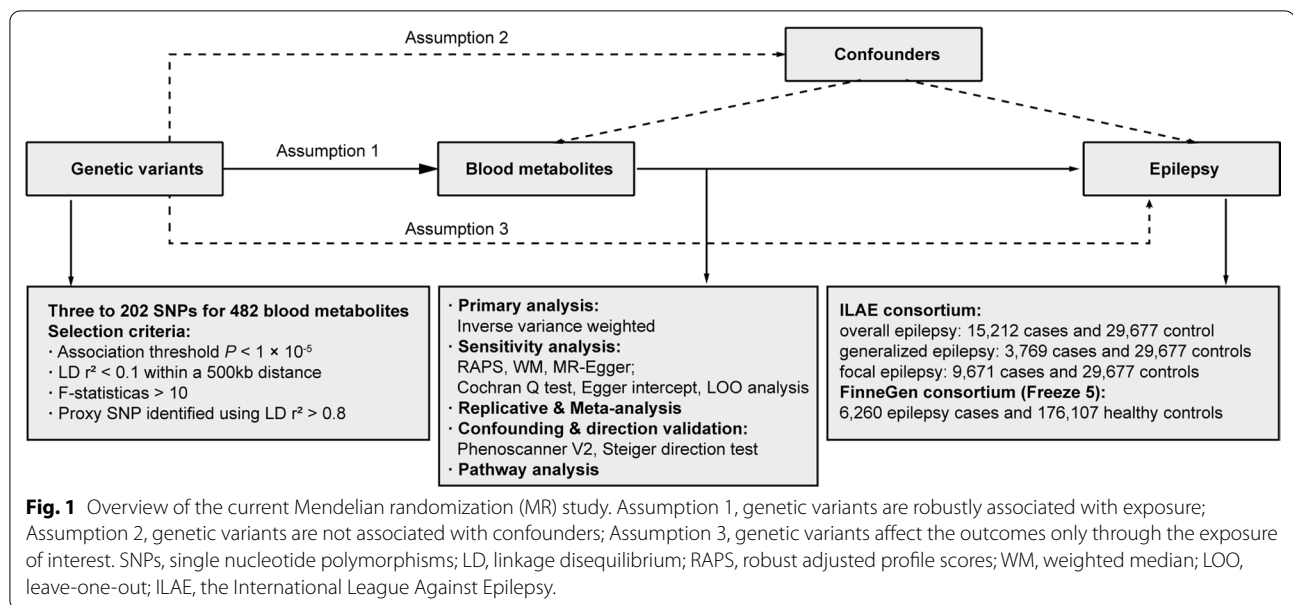 Assumption 2
Confounders
Genetic variants
Assumption 1
Blood metabolites
Epilepsy
Assumption 3
Three to 202 SNPs for 482 blood metabolites
Selection criteria:
· Association threshold P < 1 × 10⁻⁵
· LD r² < 0.1 within a 500kb distance
· F-statisticas > 10
· Proxy SNP identified using LD r² > 0.8
· Primary analysis:
Inverse variance weighted
· Sensitivity analysis:
RAPS, WM, MR-Egger;
Cochran Q test, Egger intercept, LOO analysis
· Replicative & Meta-analysis
· Confounding & direction validation:
Phenoscanner V2, Steiger direction test
· Pathway analysis
ILAE consortium:
overall epilepsy: 15,212 cases and 29,677 control
generalized epilepsy: 3,769 cases and 29,677 controls
focal epilepsy: 9,671 cases and 29,677 controls
FinneGen consortium (Freeze 5):
6,260 epilepsy cases and 176,107 healthy controls
Fig. 1 Overview of the current Mendelian randomization (MR) study. Assumption 1, genetic variants are robustly associated with exposure;
Assumption 2, genetic variants are not associated with confounders; Assumption 3, genetic variants affect the outcomes only through the exposure
of interest. SNPs, single nucleotide polymorphisms; LD, linkage disequilibrium; RAPS, robust adjusted profile scores; WM, weighted median; LOO,
leave-one-out; ILAE, the International League Against Epilepsy.